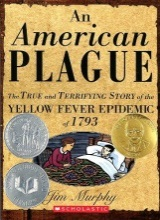 An
AMERICAN
PLAGUE
THE TRUE AND TERRIFYING STORY OF THE
YELLOW FEVER EPIDEMIC
OF 1793
Jim Murphy
SCHOLASTIC